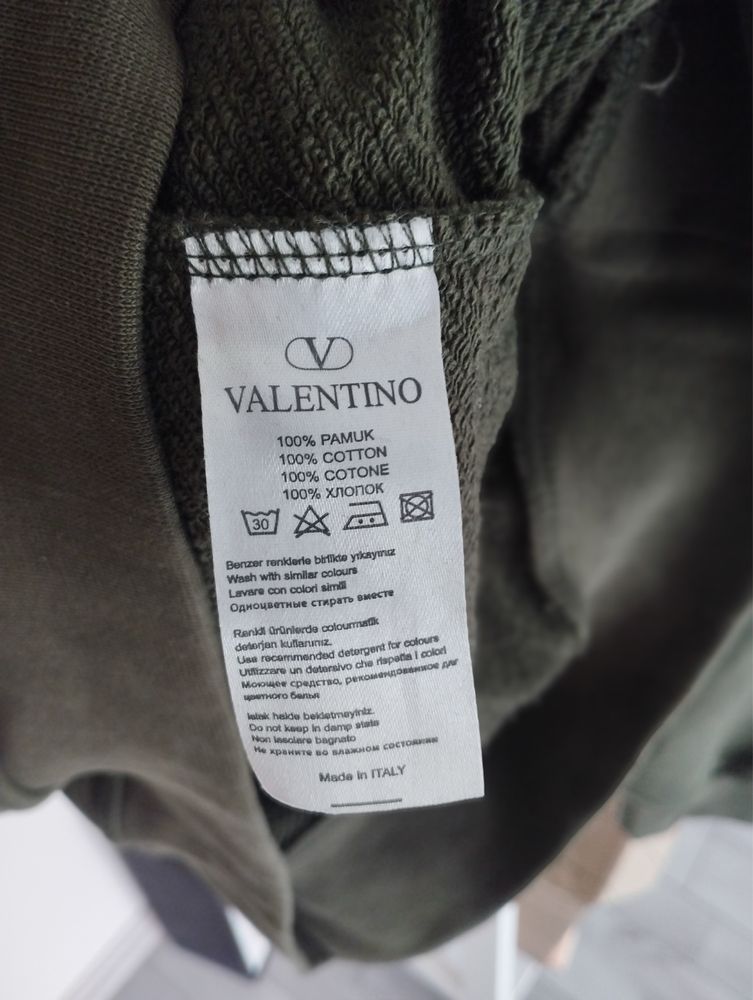 V
VALENTINO
100% PAMUK
100% COTTON
100% COTONE
100% ХЛОПОК
30
Benzer renklerle birlikte yıkayınız
Wash with similar colours
Lavare con colori simili
Одноцветные стирать вместе
Renkli ürünlerde colourmatik
deterjan kullanınız.
Use recommended detergent for colours
Utilizzare un detersivo che rispetta i colori
Моющее средство, рекомендованное для
цветного белья
Islak halde bekletmeyiniz.
Do not keep in damp state
Non lasciare bagnato
Не храните во влажном состоянии
Made in ITALY